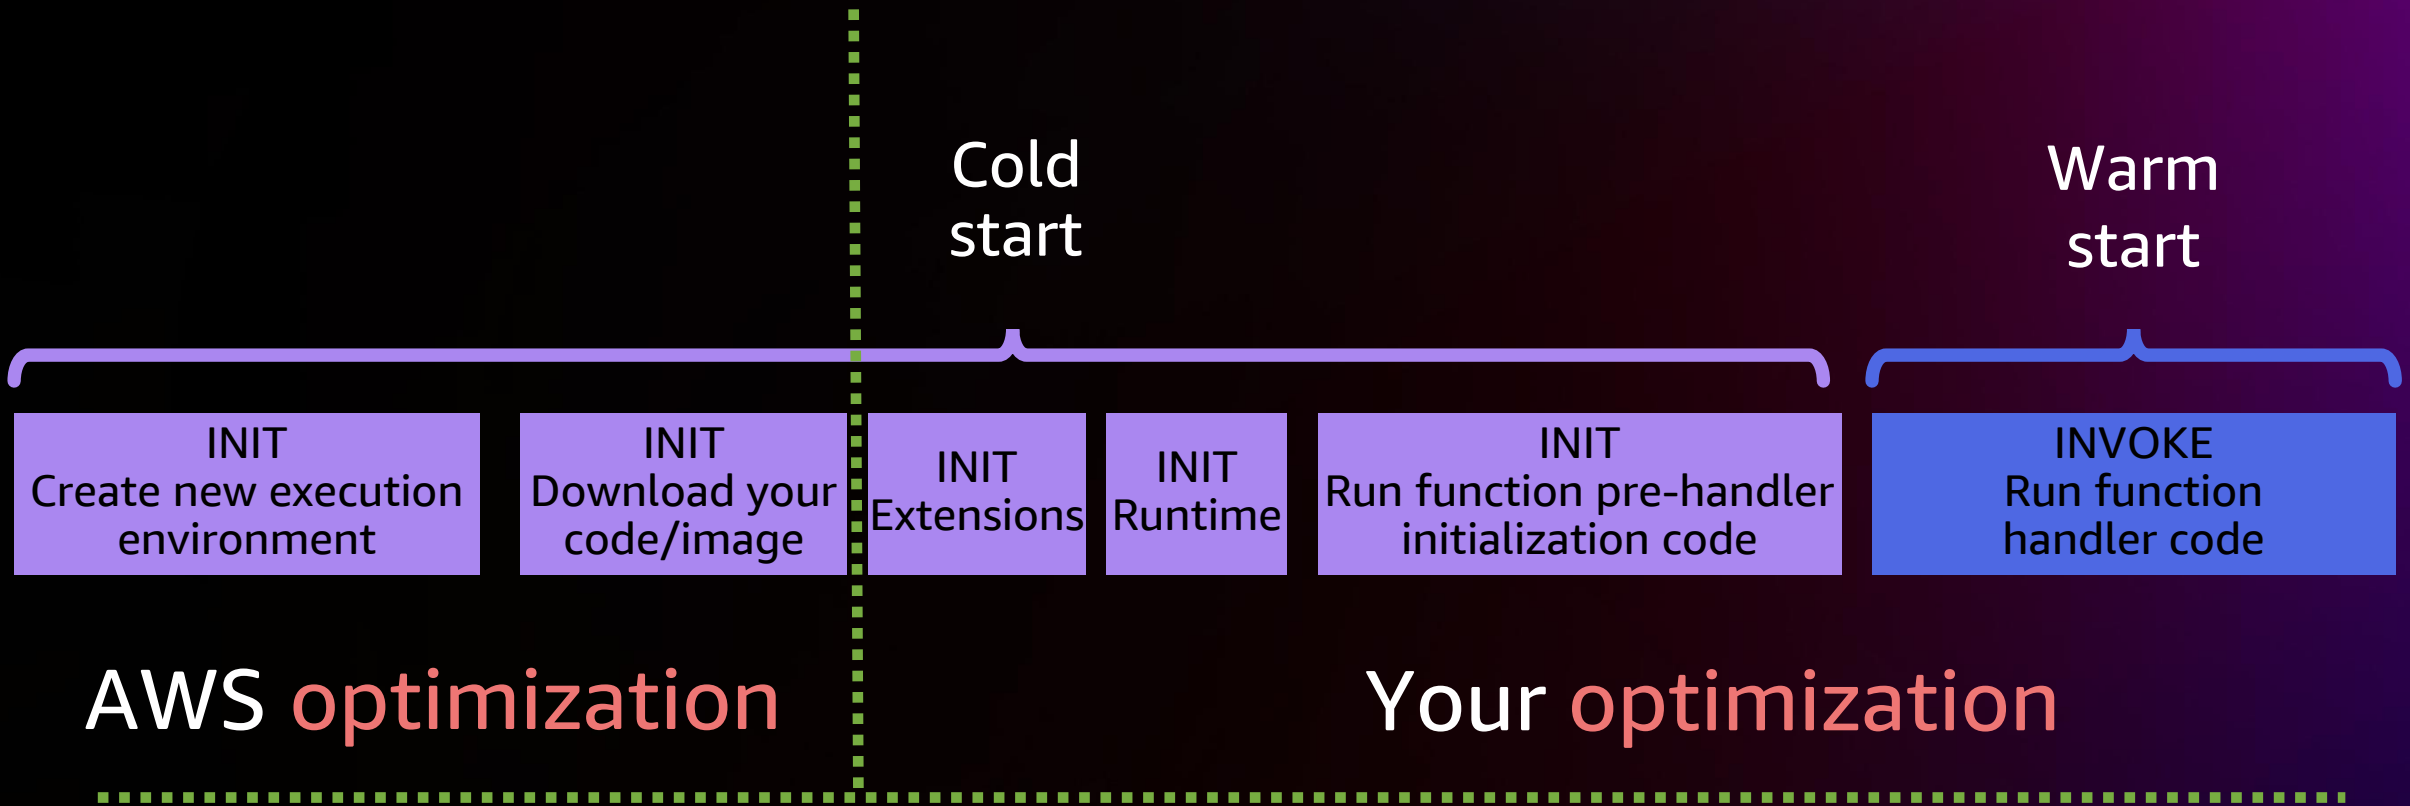 Cold
start
Warm
start
INIT
Create new execution
environment
INIT
Download your
code/image
INIT
Extensions
INIT
Runtime
INIT
Run function pre-handler
initialization code
INVOKE
Run function
handler code
AWS optimization
Your optimization